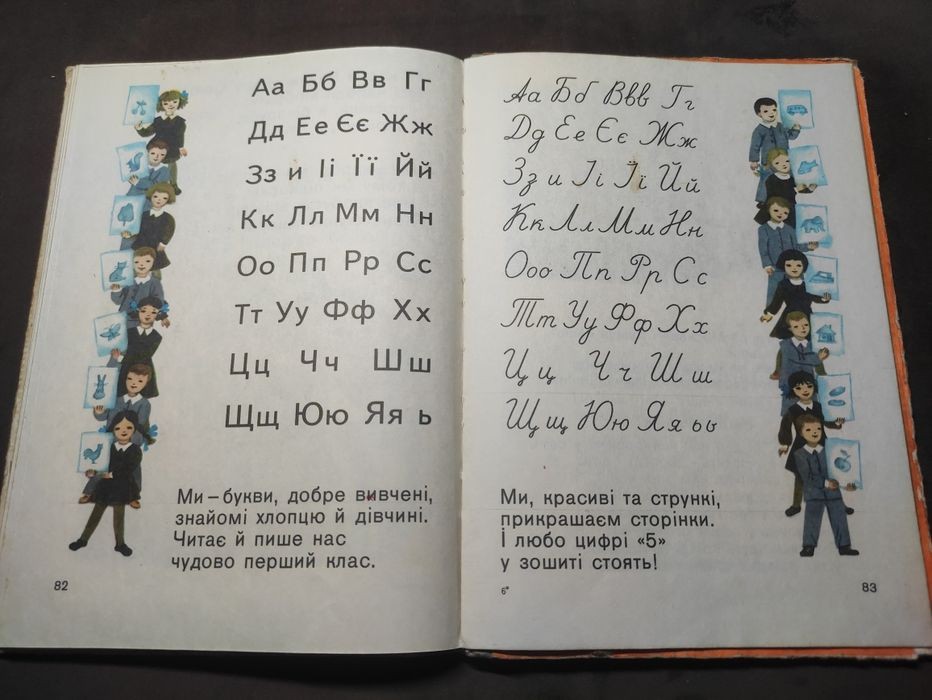 Аа Бб Вв Гг
Дд Ее Єє Жж
Зз и Іі Її Йй
Кк Лл Мм Нн
Оо Пп Рр Сс
Тт Уу Фф Хх
Цц Чч Шш
Щщ Юю Яя ь
Ми – букви, добре вивчені,
знайомі хлопцю й дівчині.
Читає й пише нас
чудово перший клас.
82
Аа Бб Ввв Гг
Дд Ее Єє Жж
Зз и Іі Її Йй
Кк Лл Мм Нн
Ооо Пп Рр Сс
Тт Уу Фф Хх
Цц Чч Шш
Щщ Юю Яя ьь
Ми, красиві та стрункі,
прикрашаєм сторінки.
І любо цифрі «5»
у зошиті стоять!
6*
83